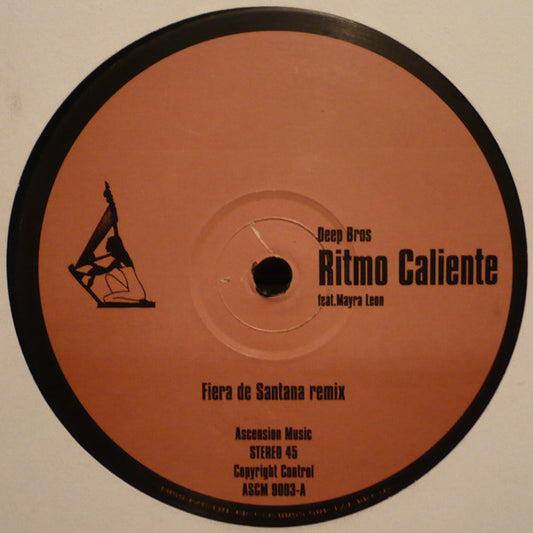 Deep Bros
Ritmo Caliente
feat.Mayra Leon
Fiera de Santana remix
Ascension Music
STEREO 45
Copyright Control
ASCM 9003-A